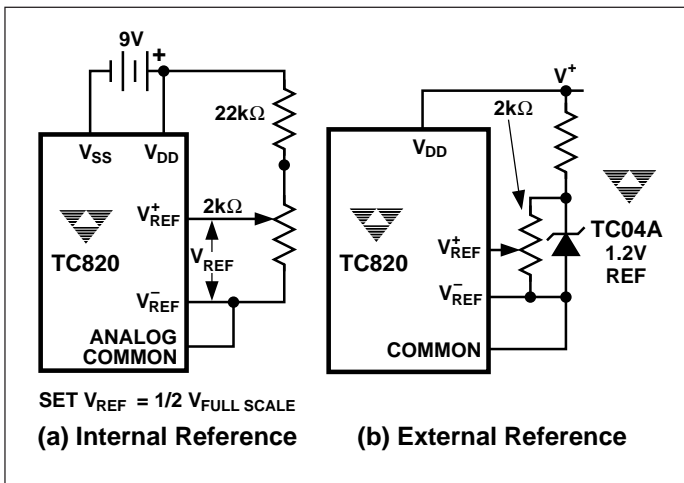 9V
+
22kΩ
V_SS V_DD
V⁺_REF
2kΩ
TC820
V_REF
V⁻_REF
ANALOG
COMMON
SET V_REF = 1/2 V_FULL SCALE
(a) Internal Reference
V⁺
2kΩ
V_DD
TC820
V⁺_REF
V⁻_REF
COMMON
TC04A
1.2V
REF
(b) External Reference